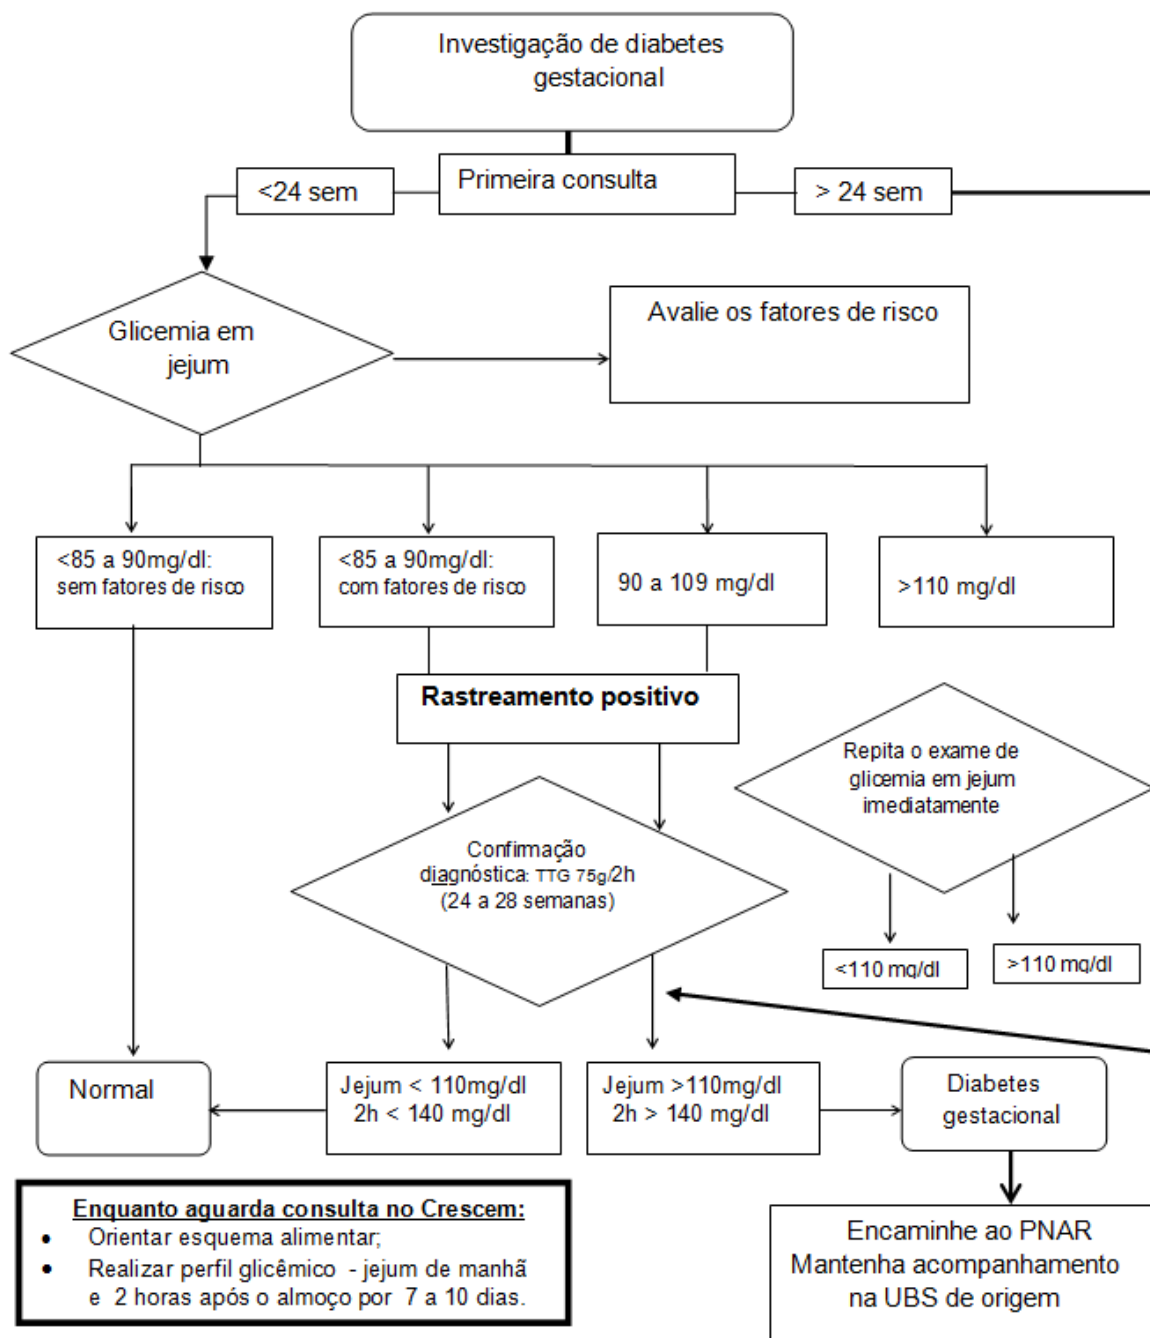 Investigação de diabetes
gestacional
<24 sem
Primeira consulta
> 24 sem
Glicemia em
jejum
Avalie os fatores de risco
<85 a 90mg/dl:
sem fatores de risco
<85 a 90mg/dl:
com fatores de risco
90 a 109 mg/dl
>110 mg/dl
Rastreamento positivo
Repita o exame de
glicemia em jejum
imediatamente
Confirmação
diagnóstica: TTG 75g/2h
(24 a 28 semanas)
<110 mg/dl
>110 mg/dl
Normal
Jejum < 110mg/dl
2h < 140 mg/dl
Jejum >110mg/dl
2h > 140 mg/dl
Diabetes
gestacional
Enquanto aguarda consulta no Crescem:
• Orientar esquema alimentar;
• Realizar perfil glicêmico - jejum de manhã
e 2 horas após o almoço por 7 a 10 dias.
Encaminhe ao PNAR
Mantenha acompanhamento
na UBS de origem